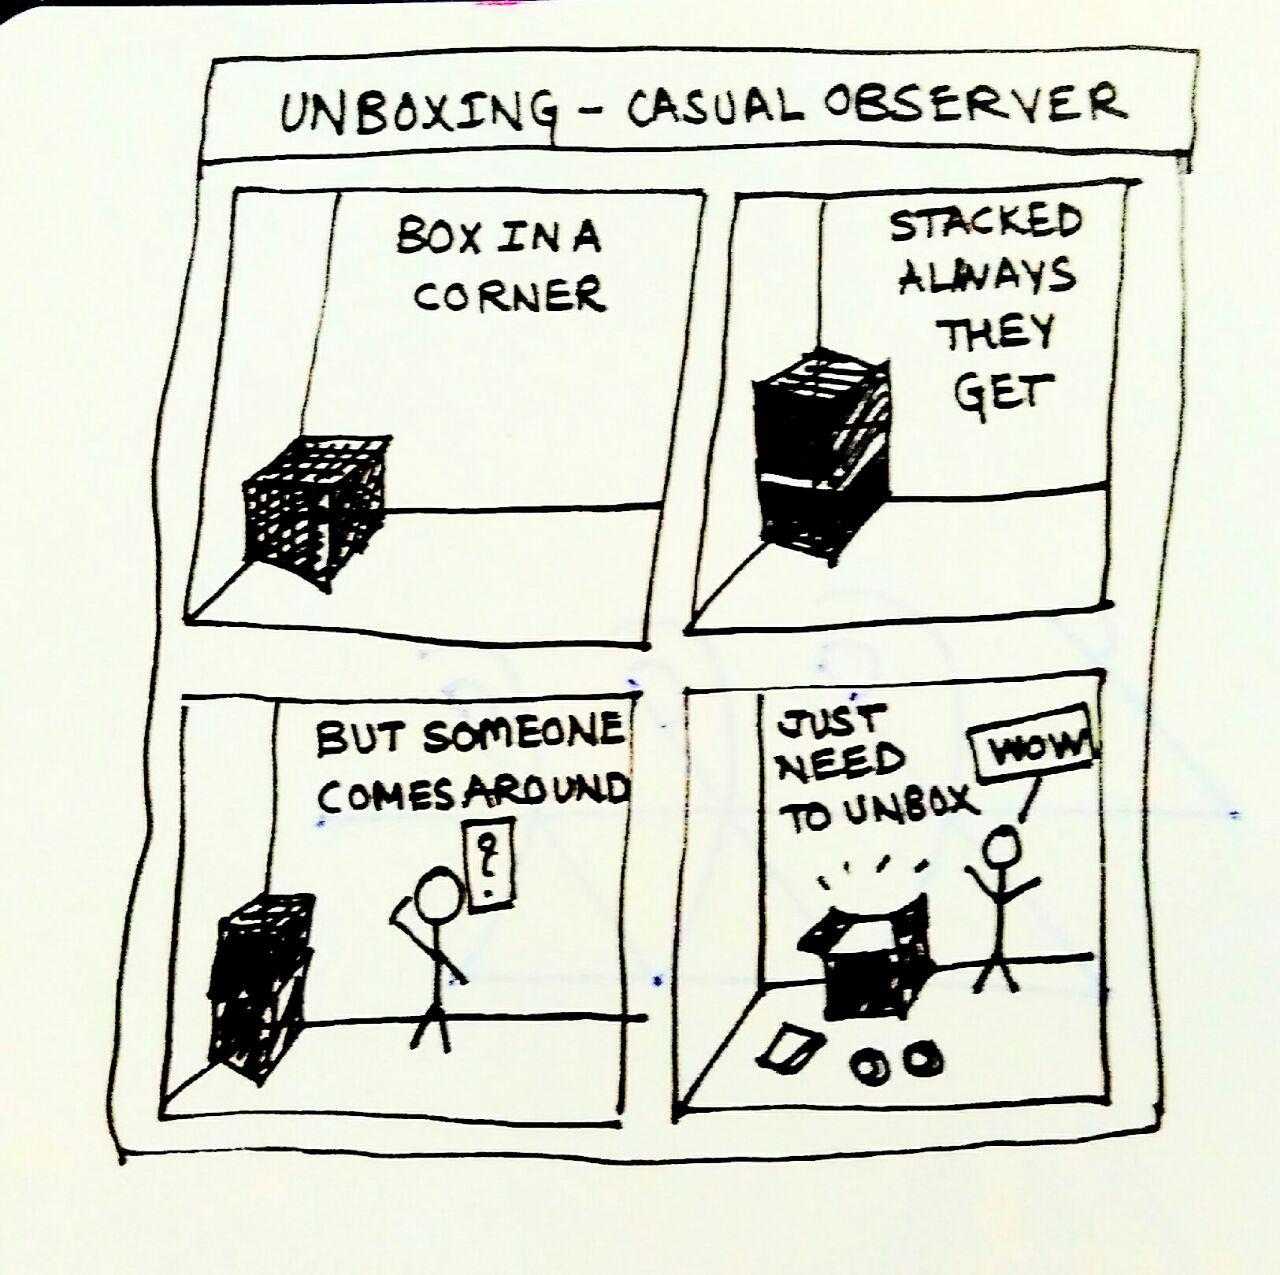 UNBOXING - CASUAL OBSERVER
BOX IN A
CORNER
STACKED
ALWAYS
THEY
GET
BUT SOMEONE
COMES AROUND
?
JUST
NEED
TO UNBOX
WOW